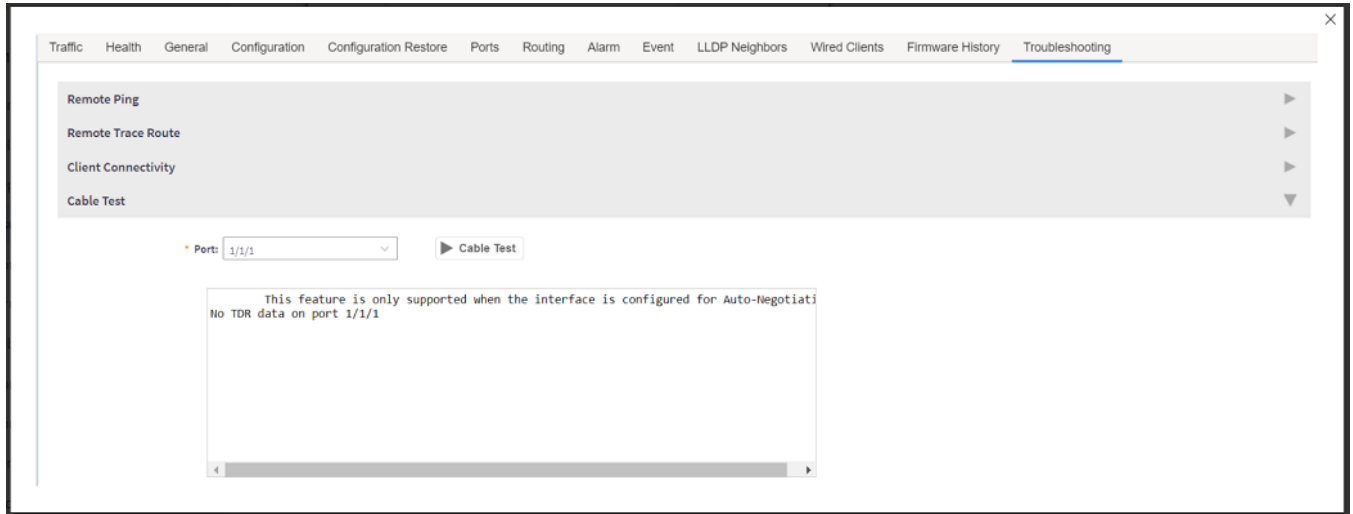 Traffic Health General Configuration Configuration Restore Ports Routing Alarm Event LLDP Neighbors Wired Clients Firmware History Troubleshooting
Remote Ping
Remote Trace Route
Client Connectivity
Cable Test
* Port: 1/1/1 Cable Test
This feature is only supported when the interface is configured for Auto-Negotiati
No TDR data on port 1/1/1